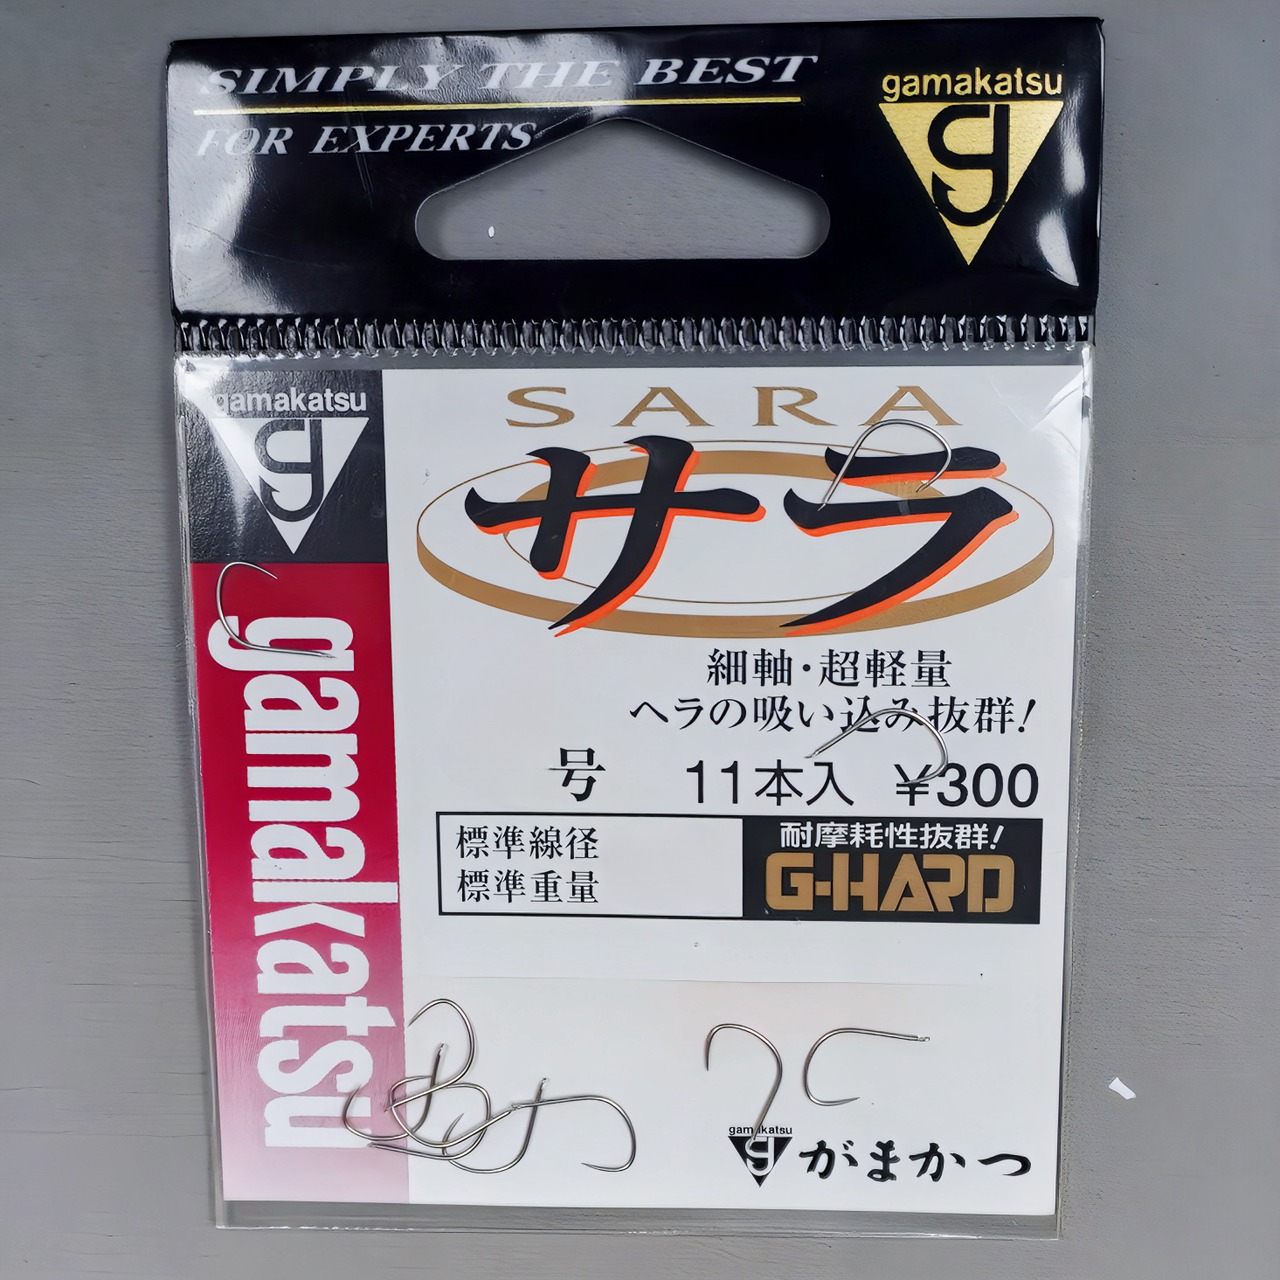 SIMPLY THE BEST
FOR EXPERTS
gamakatsu
gamakatsu
SARA
サラ
gamakatsu
細軸・超軽量
ヘラの吸い込み抜群!
号 11本入 ¥300
標準線径
標準重量
耐摩耗性抜群!
G-HARD
gamakatsu
がまかつ